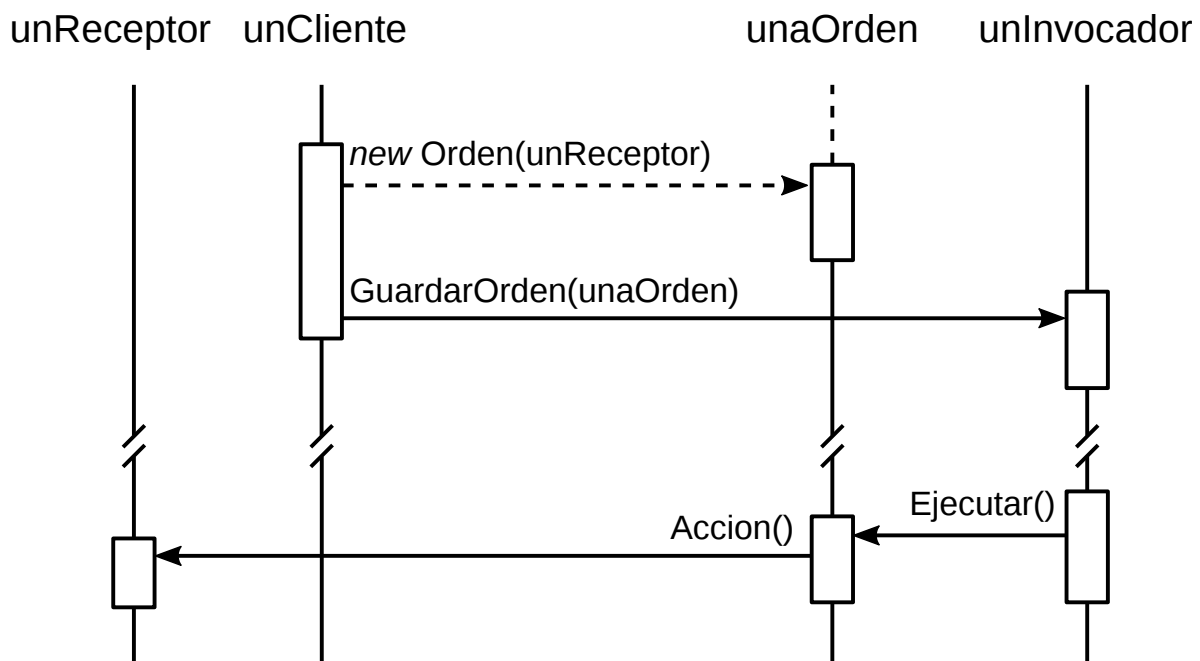 unReceptor unCliente unaOrden unInvocador
new Orden(unReceptor)
GuardarOrden(unaOrden)
Ejecutar()
Accion()